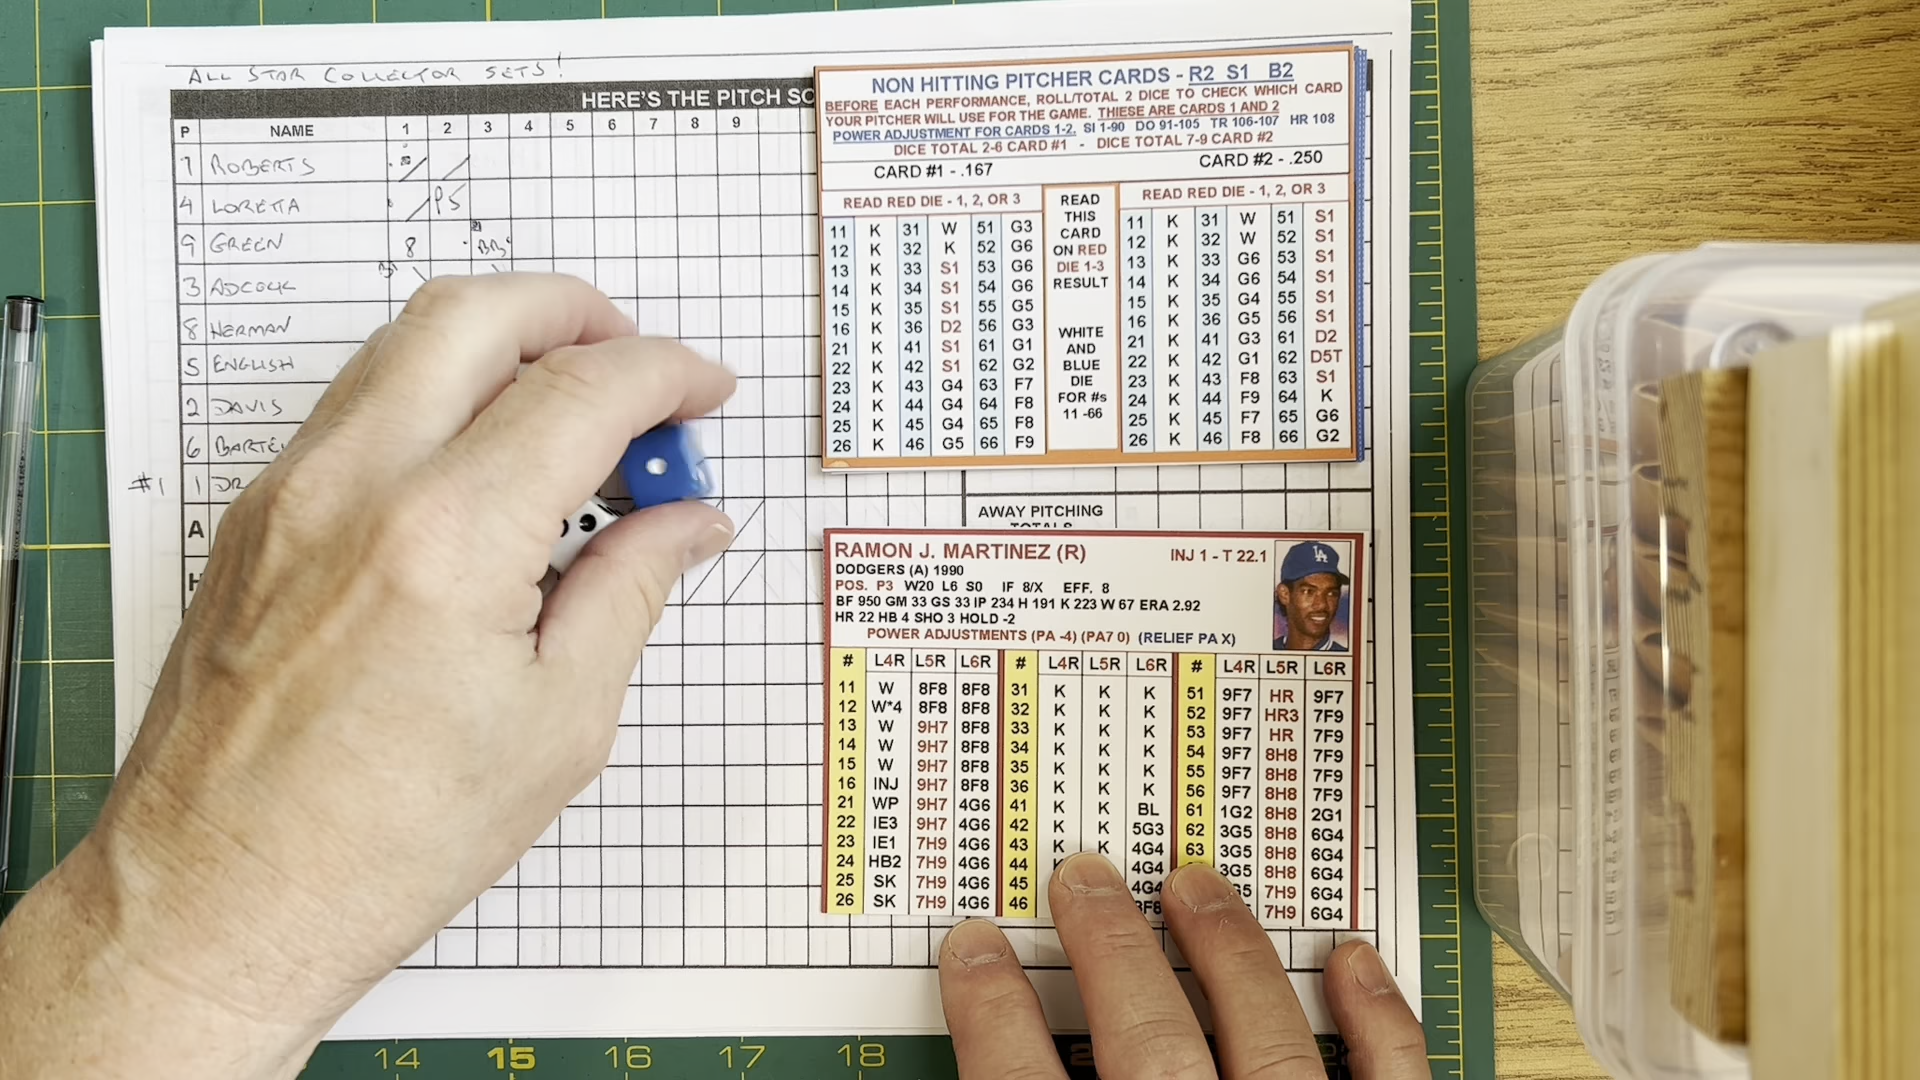 ALL STAR COLLECTOR SETS!
HERE'S THE PITCH SC
P NAME 1 2 3 4 5 6 7 8 9
7 ROBERTS
4 LORETTA P5
9 GREEN 8 BB
3 ADCOCK
8 HERMAN
5 ENGLISH
2 DAVIS
6 BARTE
#1 1 DR
A
H
NON HITTING PITCHER CARDS - R2 S1 B2
BEFORE EACH PERFORMANCE, ROLL/TOTAL 2 DICE TO CHECK WHICH CARD
YOUR PITCHER WILL USE FOR THE GAME. THIESE ARE CARDS 1 AND 2
POWER ADJUSTMENT FOR CARDS 1-2. SI 1-90 DO 91-105 TR 106-107 HR 108
DICE TOTAL 2-6 CARD #1 - DICE TOTAL 7-9 CARD #2
CARD #1 - .167 CARD #2 - .250
READ RED DIE - 1, 2, OR 3
11 K 31 W 51 G3
12 K 32 K 52 G6
13 K 33 S1 53 G6
14 K 34 S1 54 G6
15 K 35 S1 55 G5
16 K 36 D2 56 G3
21 K 41 S1 61 G1
22 K 42 S1 62 G2
23 K 43 G4 63 F7
24 K 44 G4 64 F8
25 K 45 G4 65 F8
26 K 46 G5 66 F9
READ
THIS
CARD
ON RED
DIE 1-3
RESULT
WHITE
AND
BLUE
DIE
FOR #s
11 -66
READ RED DIE - 1, 2, OR 3
11 K 31 W 51 S1
12 K 32 W 52 S1
13 K 33 G6 53 S1
14 K 34 G6 54 S1
15 K 35 G4 55 S1
16 K 36 G5 56 S1
21 K 41 G3 61 D2
22 K 42 G1 62 D5T
23 K 43 F8 63 S1
24 K 44 F9 64 K
25 K 45 F7 65 G6
26 K 46 F8 66 G2
AWAY PITCHING
TOTALS
RAMON J. MARTINEZ (R) INJ 1 - T 22.1
DODGERS (A) 1990
POS. P3 W20 L6 S0 IF 8/X EFF. 8
BF 950 GM 33 GS 33 IP 234 H 191 K 223 W 67 ERA 2.92
HR 22 HB 4 SHO 3 HOLD -2
POWER ADJUSTMENTS (PA -4) (PA7 0) (RELIEF PA X)
LA
# L4R L5R L6R # L4R L5R L6R # L4R L5R L6R
11 W 8F8 8F8 31 K K K 51 9F7 HR 9F7
12 W*4 8F8 8F8 32 K K K 52 9F7 HR3 7F9
13 W 9H7 8F8 33 K K K 53 9F7 HR 7F9
14 W 9H7 8F8 34 K K K 54 9F7 8H8 7F9
15 W 9H7 8F8 35 K K K 55 9F7 8H8 7F9
16 INJ 9H7 8F8 36 K K K 56 9F7 8H8 7F9
21 WP 9H7 4G6 41 K K BL 61 1G2 8H8 2G1
22 IE3 9H7 4G6 42 K K 5G3 62 3G5 8H8 6G4
23 IE1 7H9 4G6 43 K K 4G4 63 3G5 8H8 6G4
24 HB2 7H9 4G6 44 4G4 3G5 8H8 6G4
25 SK 7H9 4G6 45 4G4 7H9 6G4
26 SK 7H9 4G6 46 7H9 6G4
14 15 16 17 18